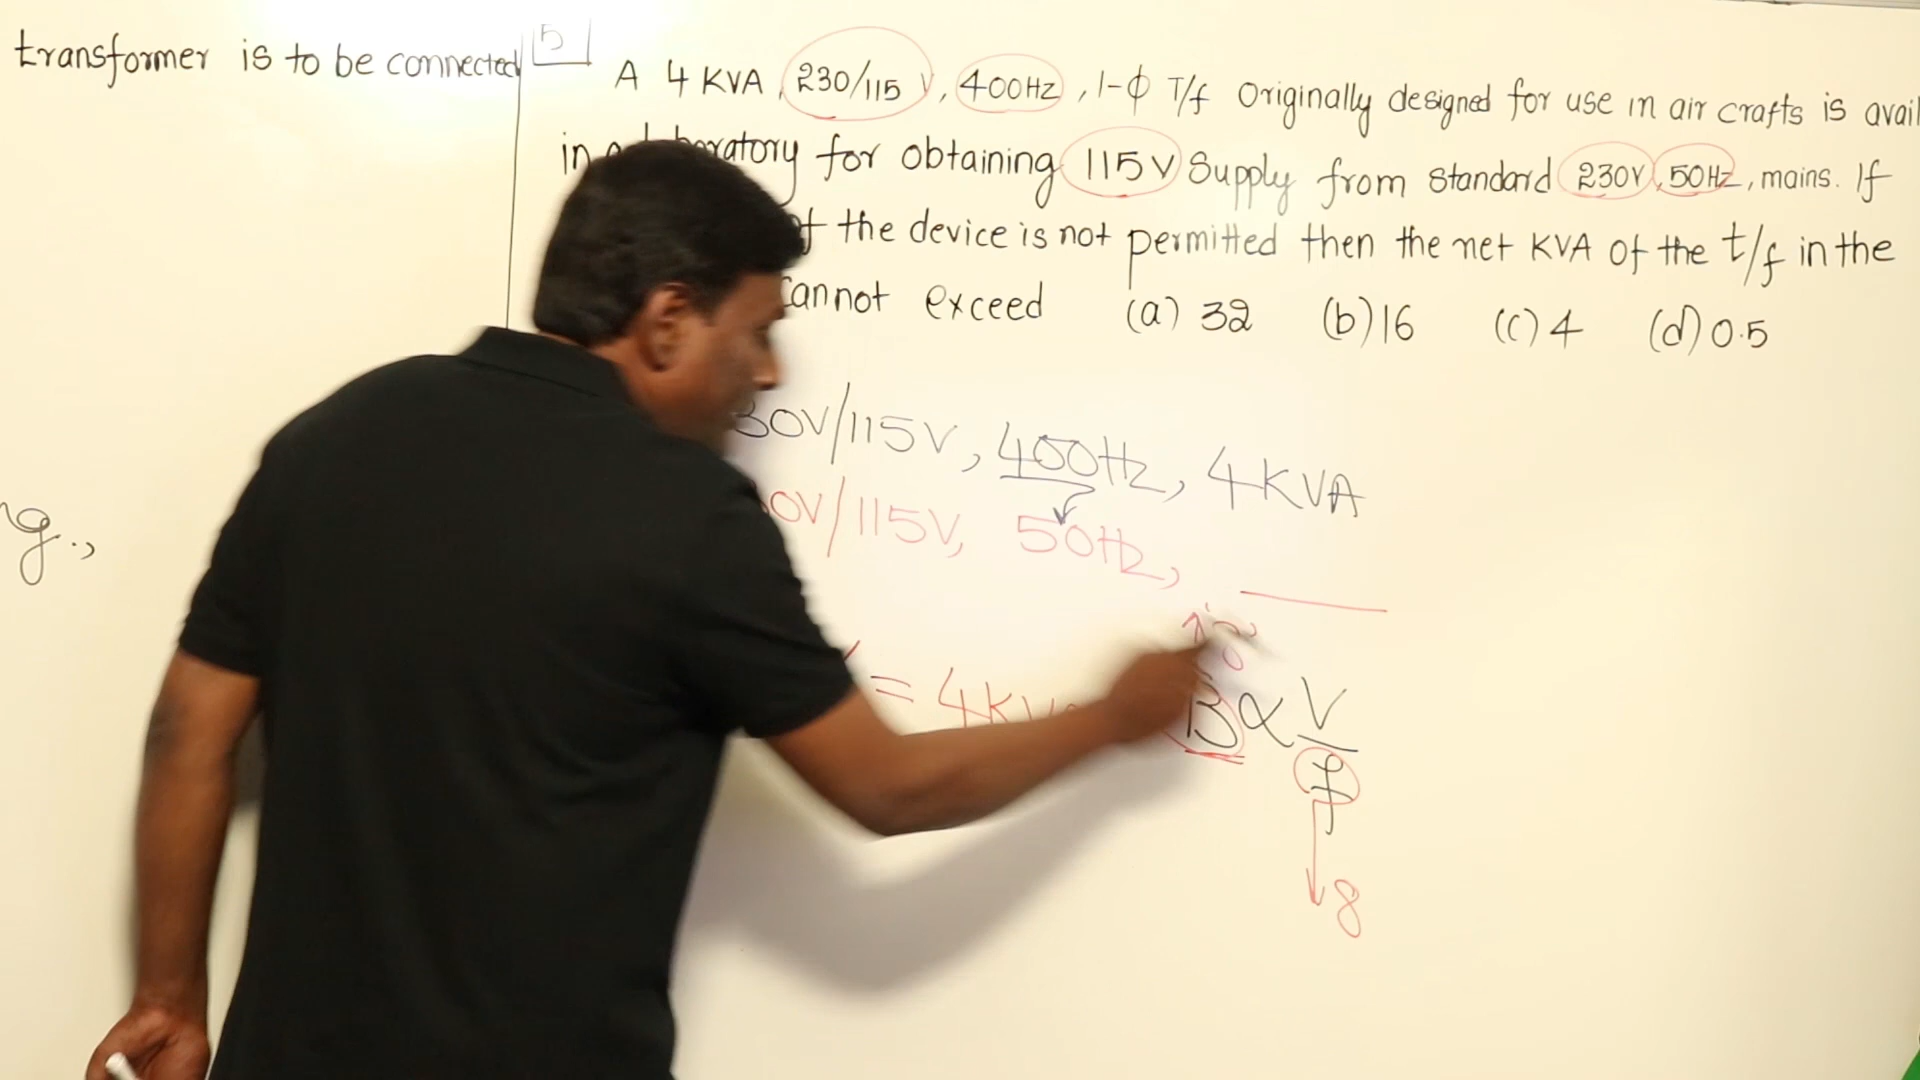 transformer is to be connected
5
A 4 KVA, 230/115 V, 400Hz, 1-ϕ T/f Originally designed for use in air crafts is avail
in a laboratory for obtaining 115V Supply from standard 230V, 50Hz, mains. If
the device is not permitted then the net KVA of the t/f in the
cannot exceed (a) 32 (b) 16 (c) 4 (d) 0.5
30V/115V, 400Hz, 4KVA
0V/115V, 50Hz,
= 4KVA
B ∝ V/f
↓8